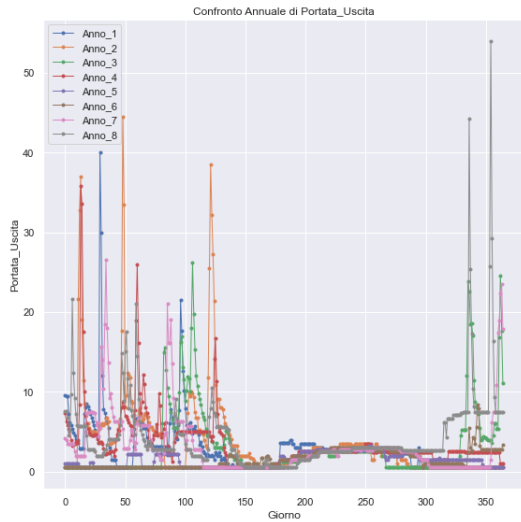 Confronto Annuale di Portata_Uscita
Anno_1
Anno_2
Anno_3
Anno_4
Anno_5
Anno_6
Anno_7
Anno_8
50
40
30
20
10
0
Portata_Uscita
0 50 100 150 200 250 300 350
Giorno